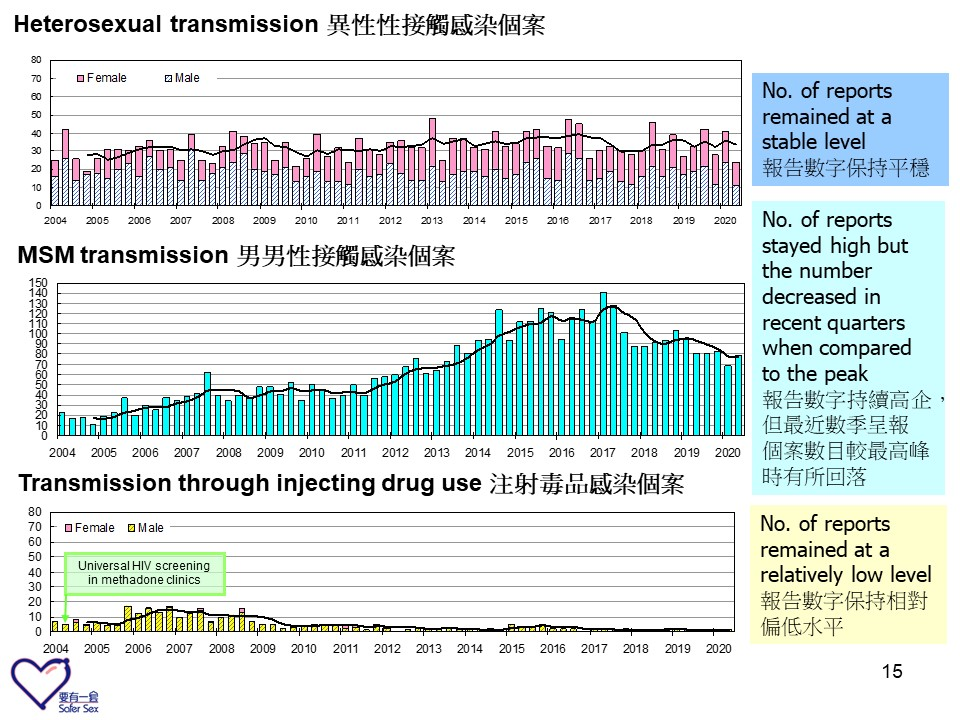 Heterosexual transmission 異性性接觸感染個案
80
70
60
50
40
30
20
10
0
Female Male
2004 2005 2006 2007 2008 2009 2010 2011 2012 2013 2014 2015 2016 2017 2018 2019 2020
No. of reports
remained at a
stable level
報告數字保持平穩
MSM transmission 男男性接觸感染個案
150
140
130
120
110
100
90
80
70
60
50
40
30
20
10
0
2004 2005 2006 2007 2008 2009 2010 2011 2012 2013 2014 2015 2016 2017 2018 2019 2020
No. of reports
stayed high but
the number
decreased in
recent quarters
when compared
to the peak
報告數字持續高企，
但最近數季呈報
個案數目較最高峰
時有所回落
Transmission through injecting drug use 注射毒品感染個案
80
70
60
50
40
30
20
10
0
Female Male
Universal HIV screening
in methadone clinics
2004 2005 2006 2007 2008 2009 2010 2011 2012 2013 2014 2015 2016 2017 2018 2019 2020
No. of reports
remained at a
relatively low level
報告數字保持相對
偏低水平
要有一套
Safer Sex
15